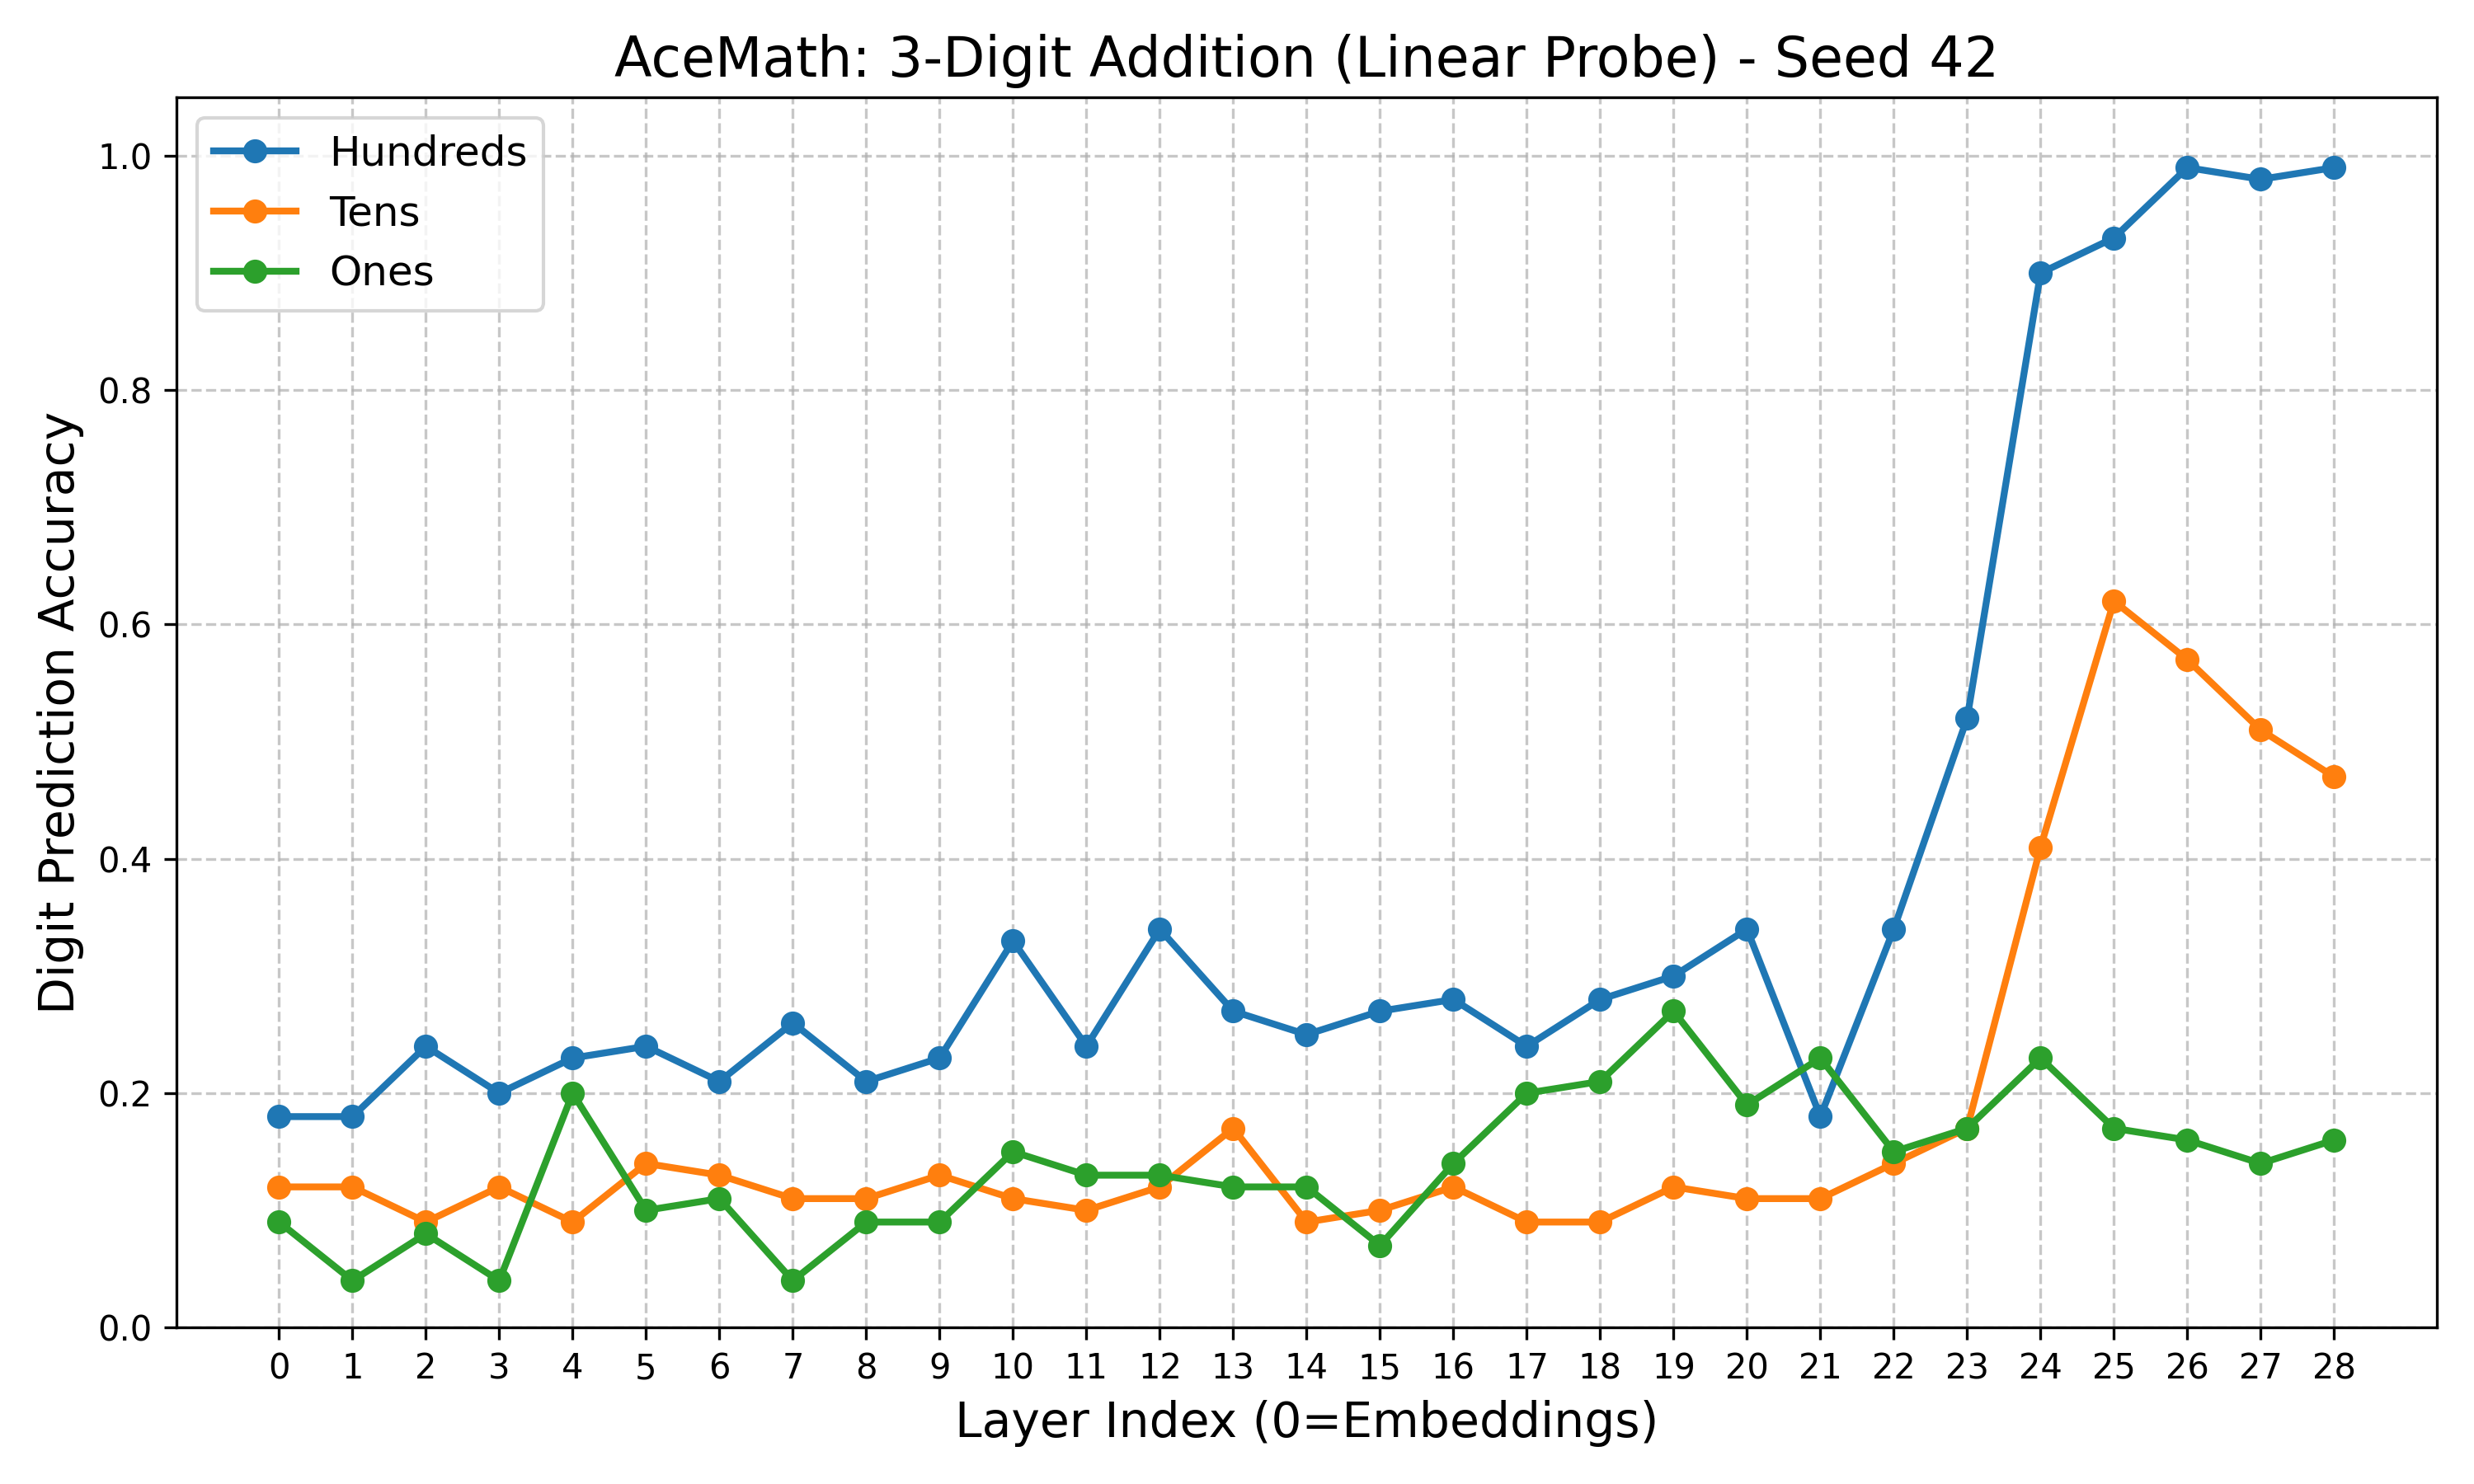 AceMath: 3-Digit Addition (Linear Probe) - Seed 42
Hundreds
Tens
Ones
Digit Prediction Accuracy
1.0
0.8
0.6
0.4
0.2
0.0
0 1 2 3 4 5 6 7 8 9 10 11 12 13 14 15 16 17 18 19 20 21 22 23 24 25 26 27 28
Layer Index (0=Embeddings)